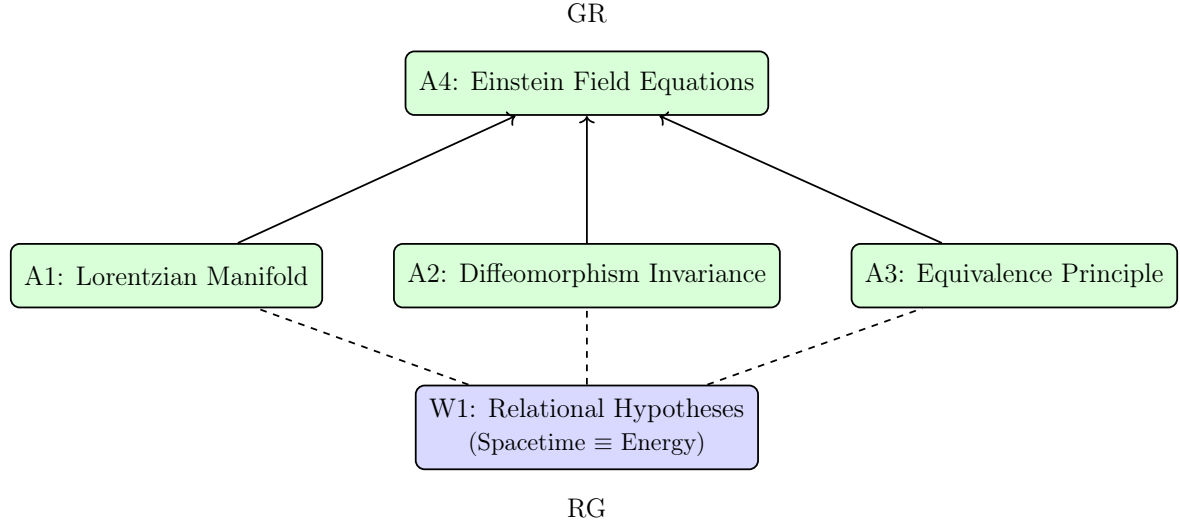 GR
A4: Einstein Field Equations
A1: Lorentzian Manifold
A2: Diffeomorphism Invariance
A3: Equivalence Principle
W1: Relational Hypotheses
(Spacetime ≡ Energy)
RG